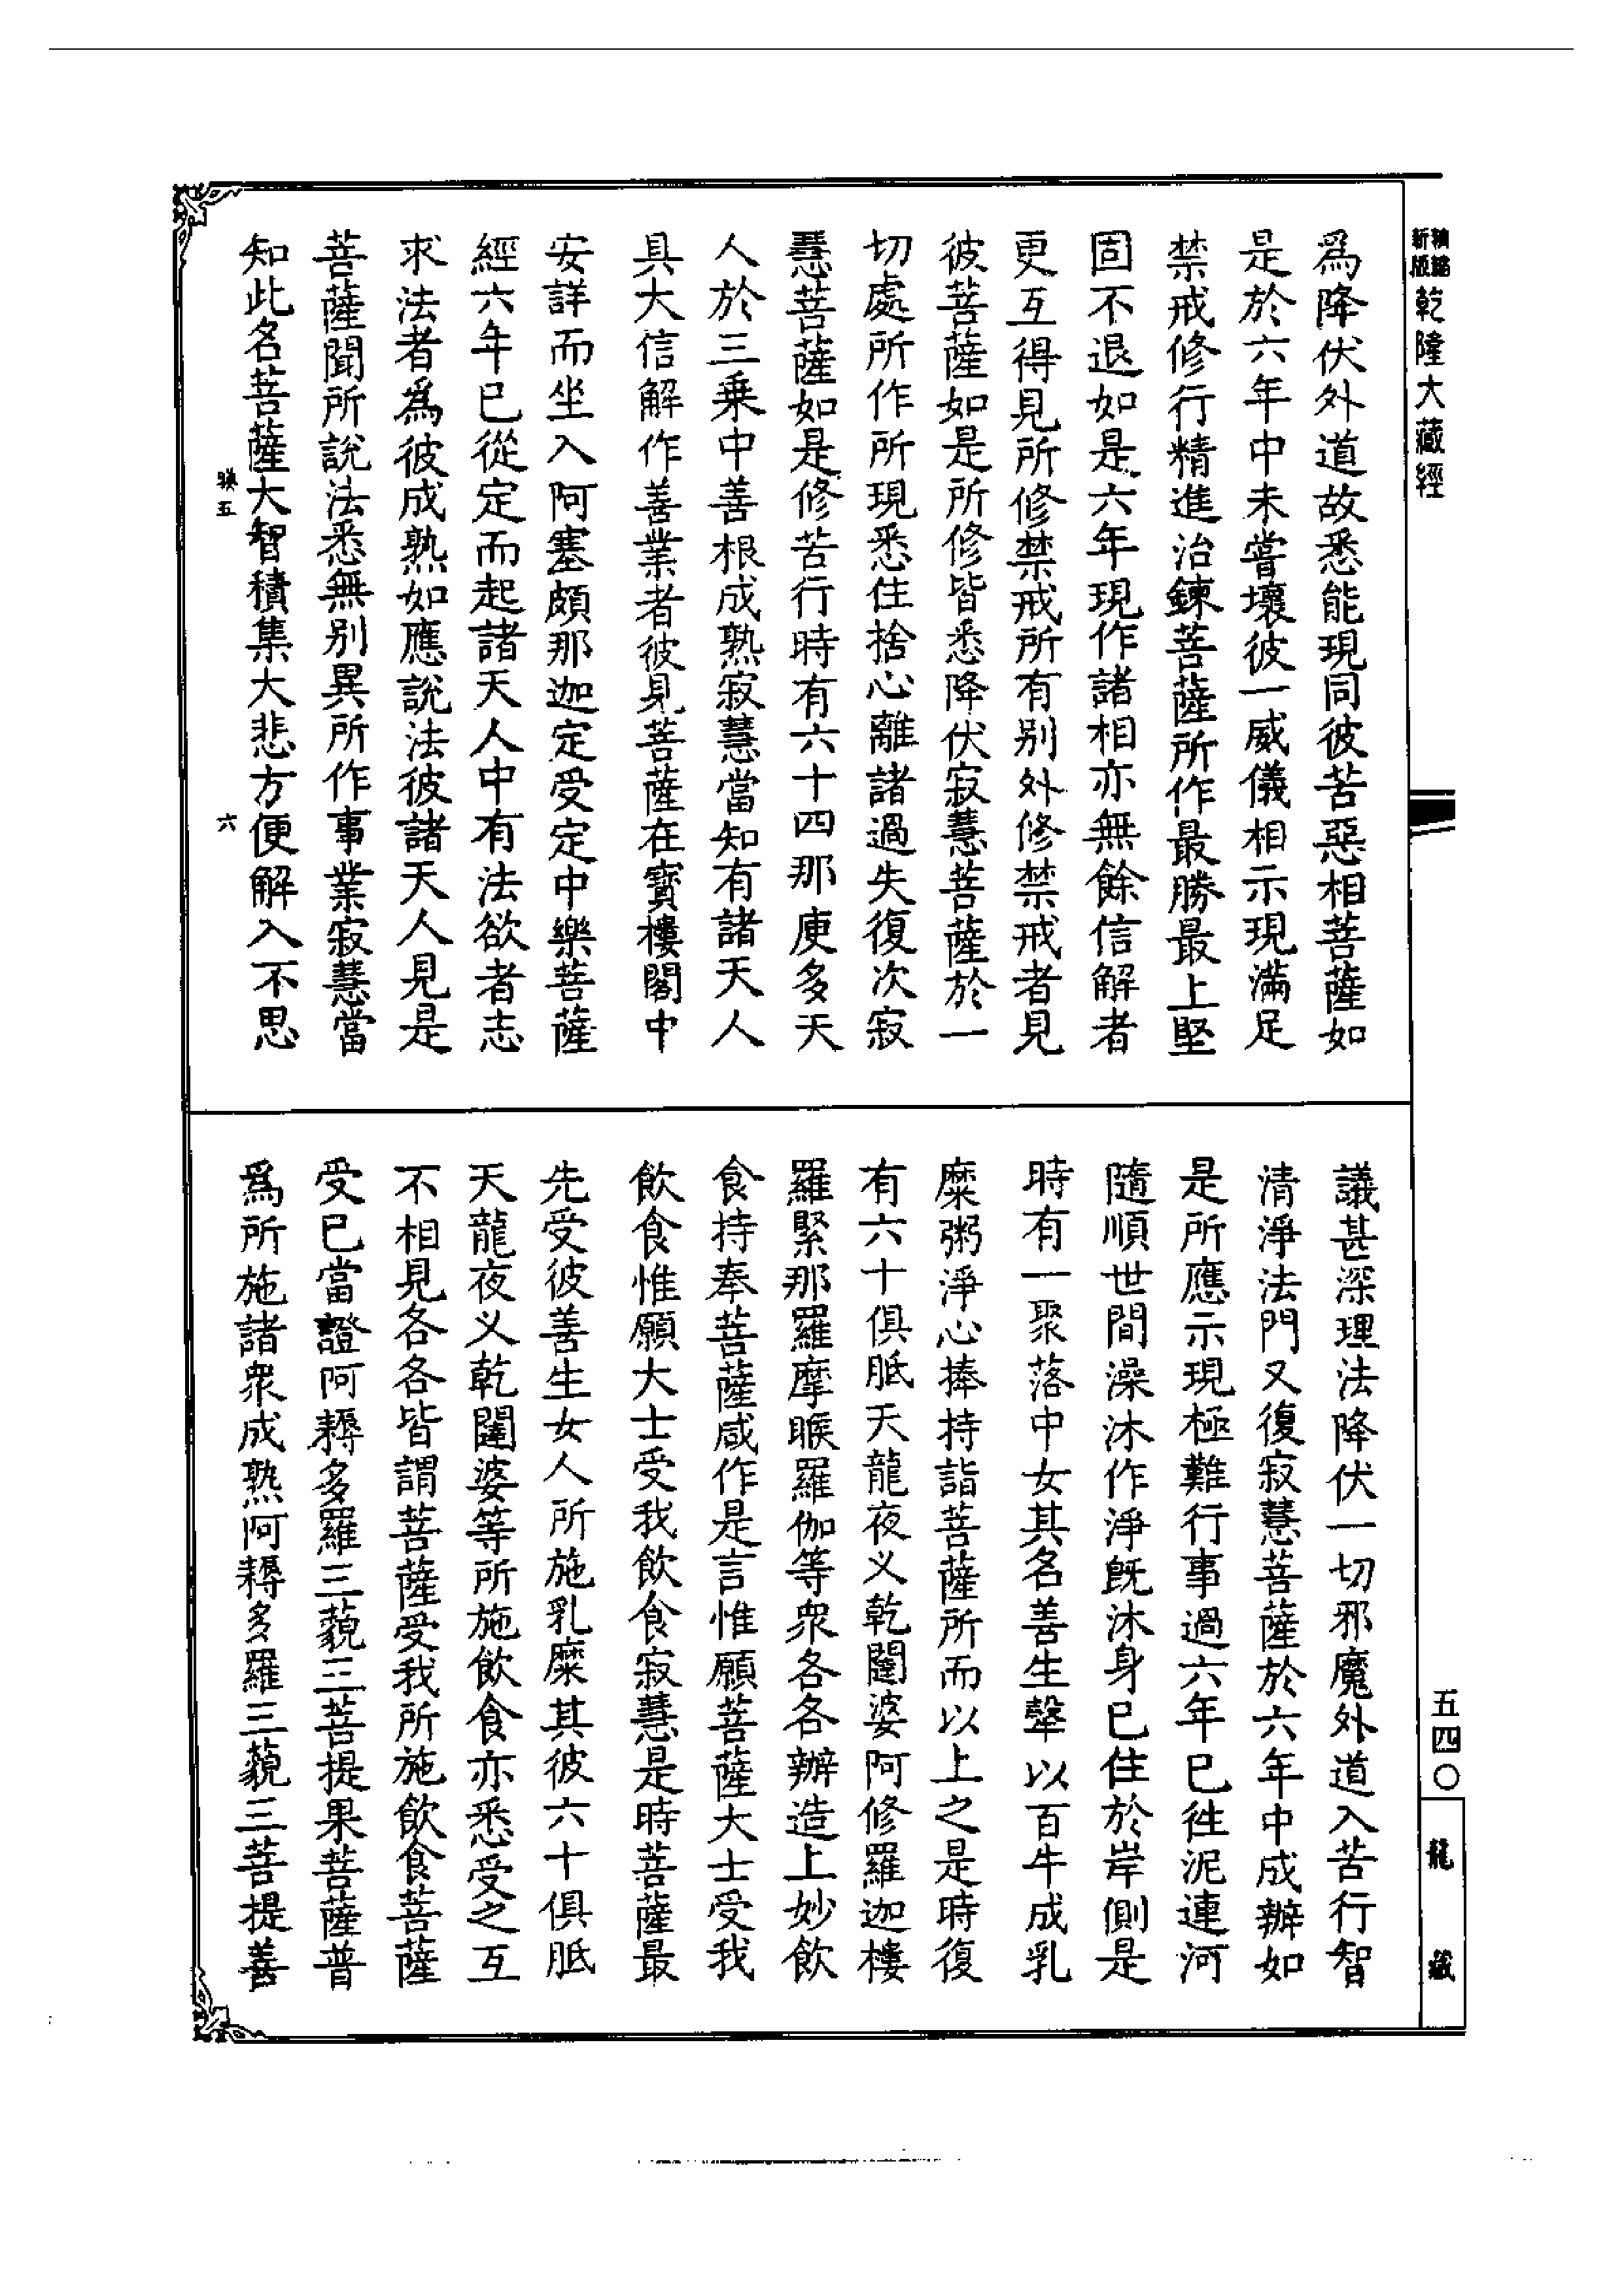 新編縮版 乾隆大藏經
爲降伏外道故悉能現同彼苦惡相菩薩如
是於六年中未嘗壞彼一威儀相示現滿足
禁戒修行精進治鍊菩薩所作最勝最上堅
固不退如是六年現作諸相亦無餘信解者
更互得見所修禁戒所有别外修禁戒者見
彼菩薩如是所修皆悉降伏寂慧菩薩於一
切處所作所現悉住捨心離諸過失復次寂
慧菩薩如是修苦行時有六十四那庾多天
人於三乗中善根成熟寂慧當知有諸天人
具大信解作善業者彼見菩薩在寳樓閣中
安詳而坐入阿塞頗那迦定受定中樂菩薩
經六年已從定而起諸天人中有法欲者志
求法者爲彼成熟如應說法彼諸天人見是
菩薩聞所說法悉無别異所作事業寂慧當
知此名菩薩大智積集大悲方便解入不思
五 六
議甚深理法降伏一切邪魔外道入苦行智
清淨法門又復寂慧菩薩於六年中成辦如
是所應示現極難行事過六年已徃泥連河
隨順世間澡沐作淨旣沐身已住於岸側是
時有一聚落中女其名善生犂以百牛成乳
糜粥淨心捧持詣菩薩所而以上之是時復
有六十俱胝天龍夜义乾闥婆阿修羅迦樓
羅緊那羅摩睺羅伽等衆各各辦造上妙飲
食持奉菩薩咸作是言惟願菩薩大士受我
飲食惟願大士受我飲食寂慧是時菩薩最
先受彼善生女人所施乳糜其彼六十俱胝
天龍夜义乾闥婆等所施飲食亦悉受之互
不相見各各皆謂菩薩受我所施飲食菩薩
受已當證阿耨多羅三藐三菩提果菩薩普
爲所施諸衆成熟阿耨多羅三藐三菩提善
五四〇
龍藏